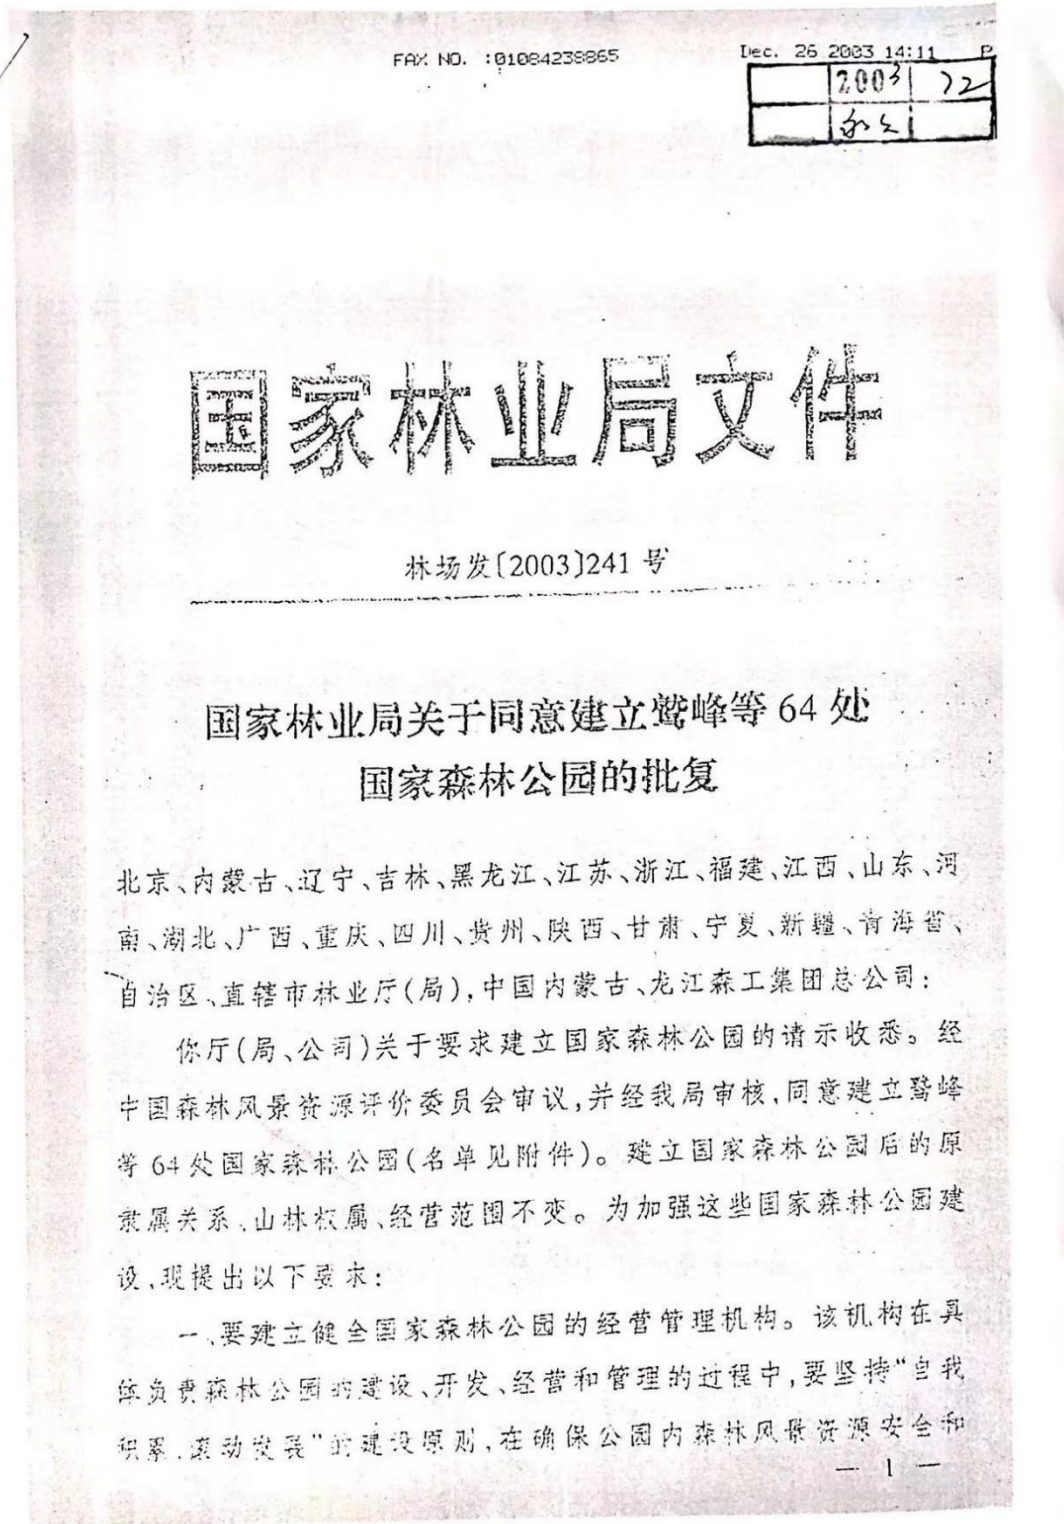 FAX NO. :01084238865
Dec. 26 2003 14:11 P
2003 72
国家林业局文件
林场发〔2003〕241 号
国家林业局关于同意建立鹫峰等 64 处
国家森林公园的批复
北京、内蒙古、辽宁、吉林、黑龙江、江苏、浙江、福建、江西、山东、河
南、湖北、广西、重庆、四川、贵州、陕西、甘肃、宁夏、新疆、青海省、
自治区、直辖市林业厅(局),中国内蒙古、龙江森工集团总公司:
你厅(局、公司)关于要求建立国家森林公园的请示收悉。经
中国森林风景资源评价委员会审议,并经我局审核,同意建立鹫峰
等 64 处国家森林公园(名单见附件)。建立国家森林公园后的原
隶属关系、山林权属、经营范围不变。为加强这些国家森林公园建
设,现提出以下要求:
一、要建立健全国家森林公园的经营管理机构。该机构在具
体负责森林公园的建设、开发、经营和管理的过程中,要坚持“自我
积累、滚动发展”的建设原则,在确保公园内森林风景资源安全和
— 1 —